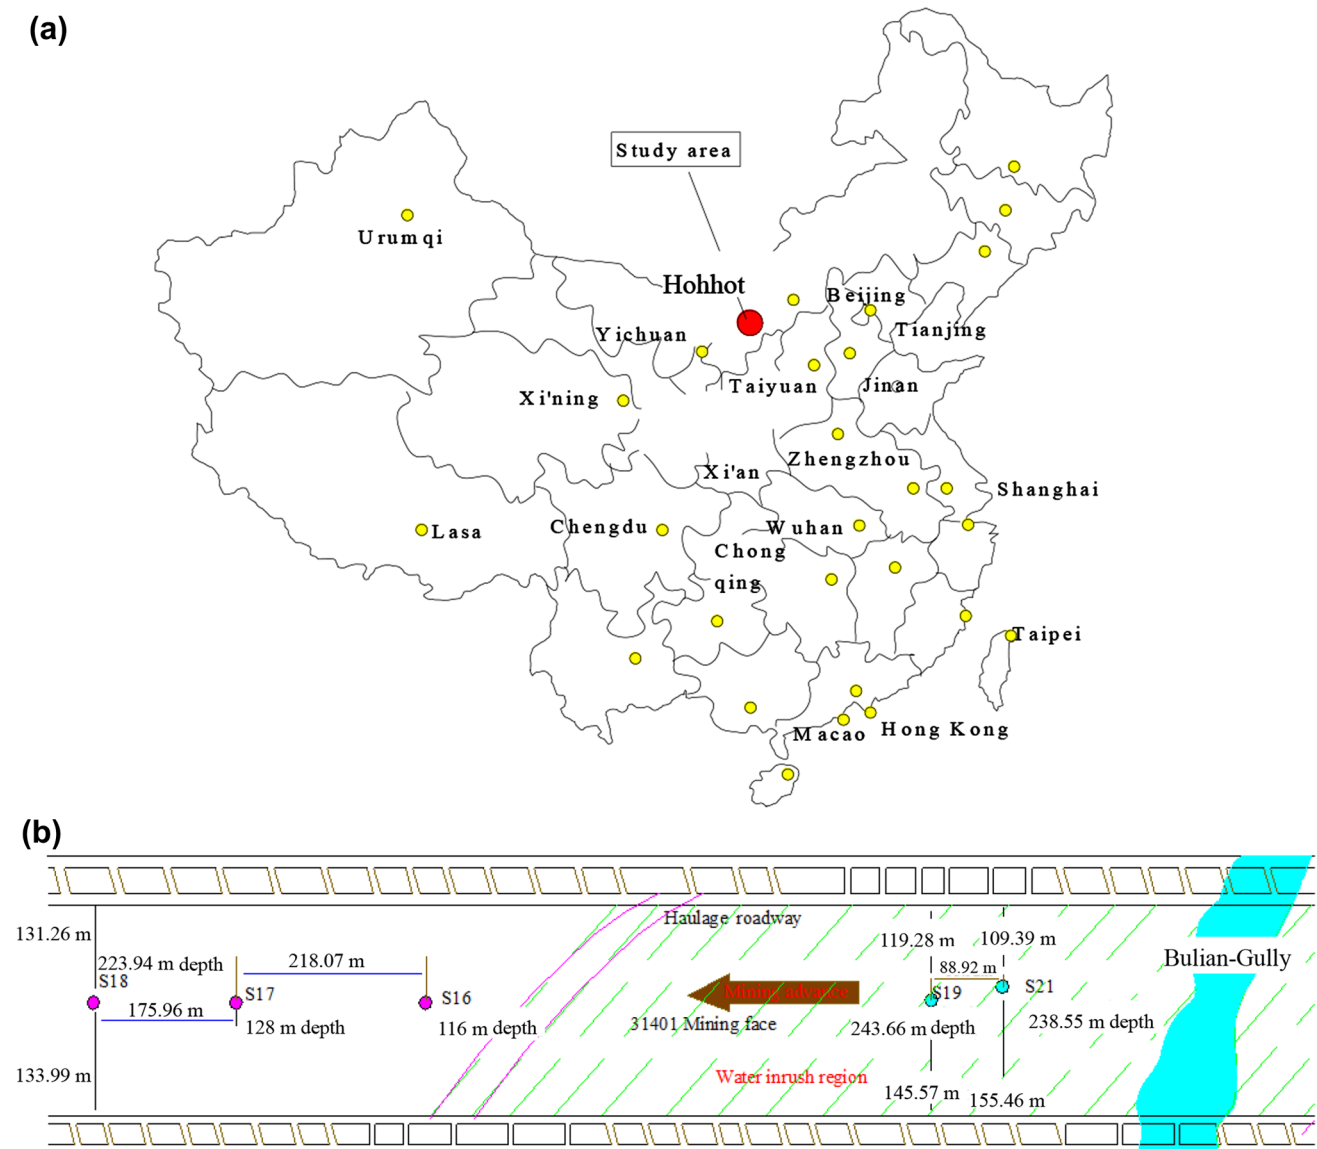 (a)
Study area
Urumqi
Hohhot
Beijing
Tianjing
Yichuan
Taiyuan
Jinan
Xi'ning
Zhengzhou
Xi'an
Shanghai
Lasa
Chengdu
Wuhan
Chong
qing
Taipei
Macao
Hong Kong
(b)
Haulage roadway
131.26 m
119.28 m
109.39 m
223.94 m depth
218.07 m
Bulian-Gully
88.92 m
S18
S17
S16
Mining advance
S19
S21
175.96 m
128 m depth
116 m depth
31401 Mining face
243.66 m depth
238.55 m depth
133.99 m
Water inrush region
145.57 m
155.46 m